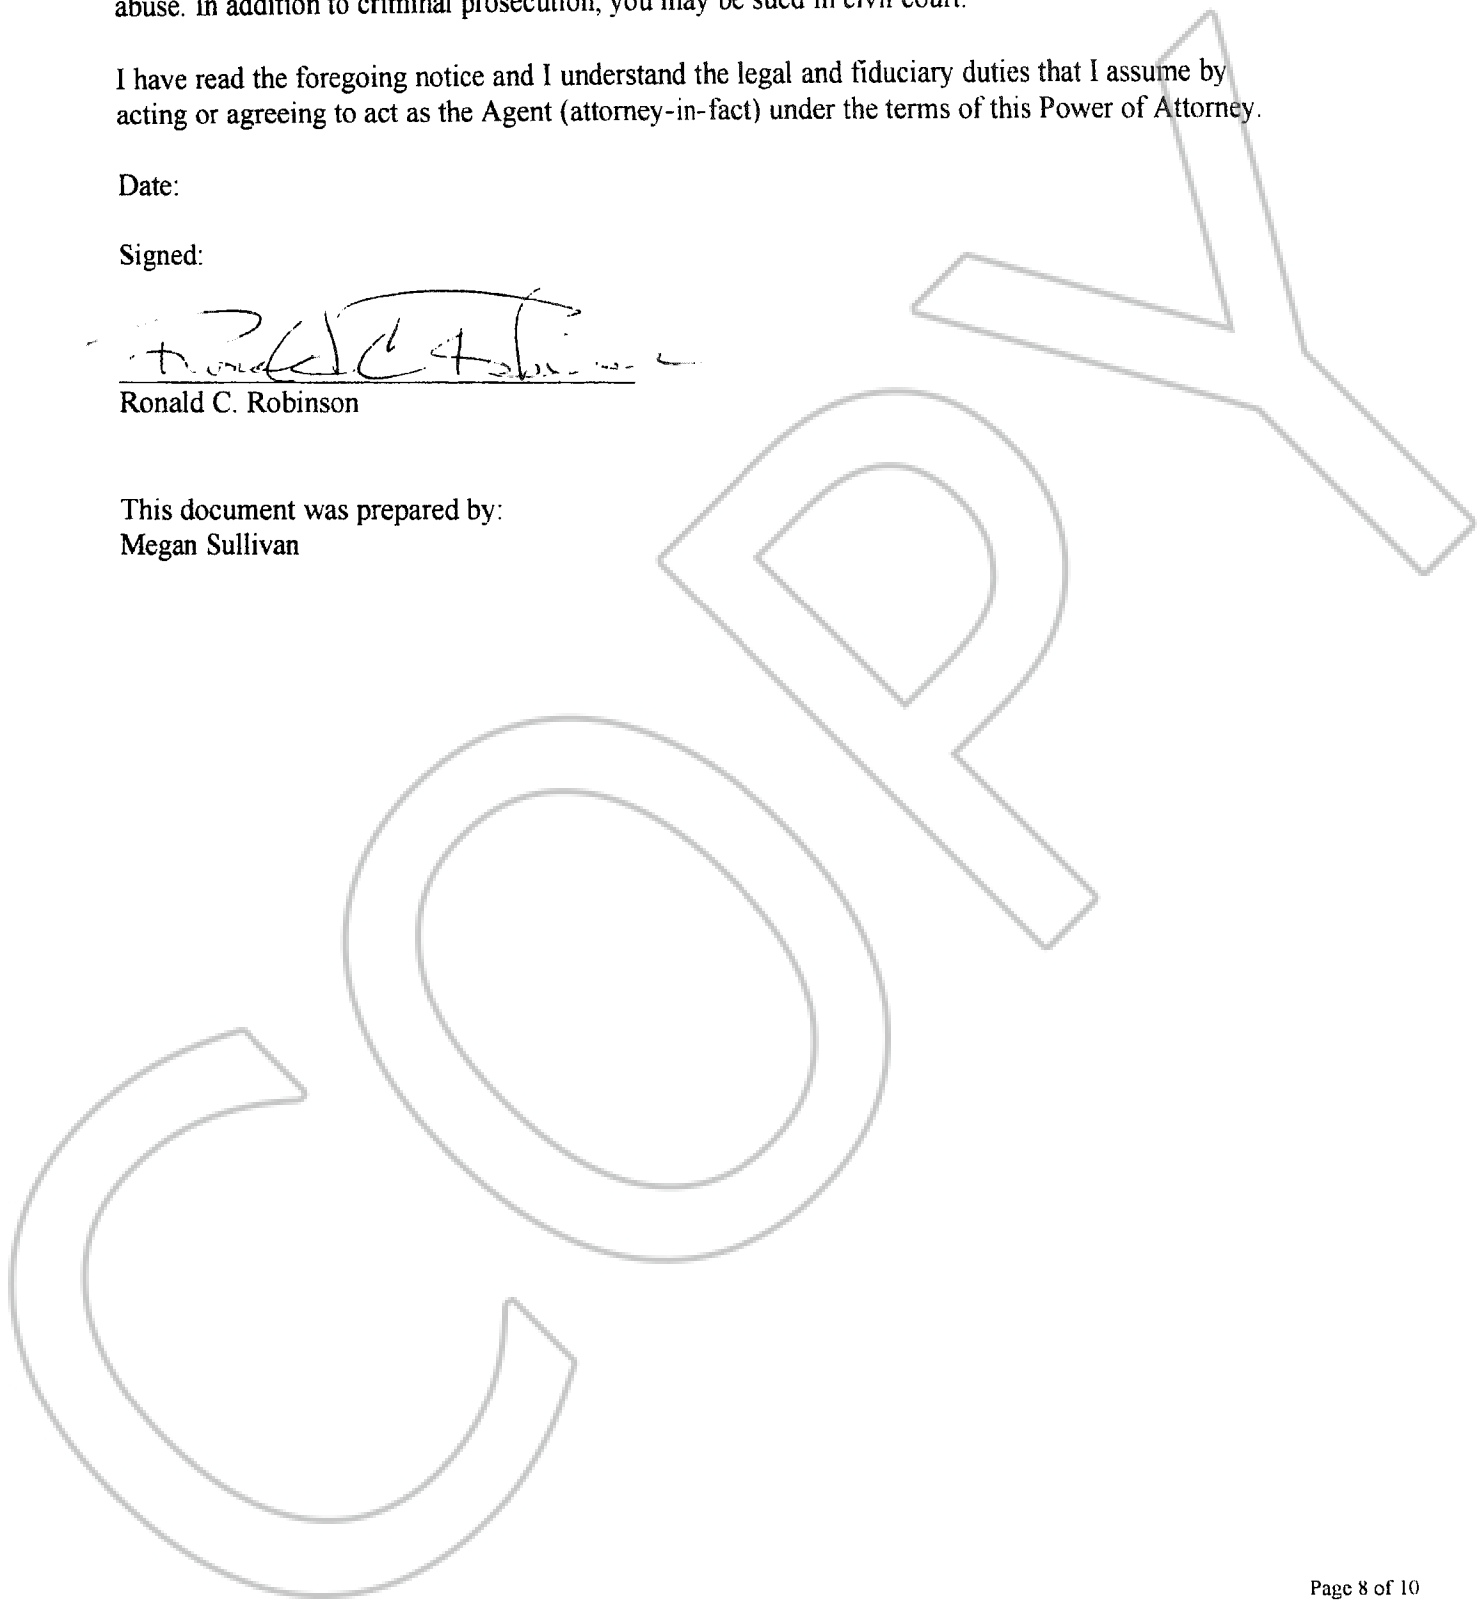 abuse. In addition to criminal prosecution, you may be sued in civil court.
I have read the foregoing notice and I understand the legal and fiduciary duties that I assume by
acting or agreeing to act as the Agent (attorney-in-fact) under the terms of this Power of Attorney.
Date:
Signed:
Ronald C. Robinson
Ronald C. Robinson
This document was prepared by:
Megan Sullivan
COPY
Page 8 of 10